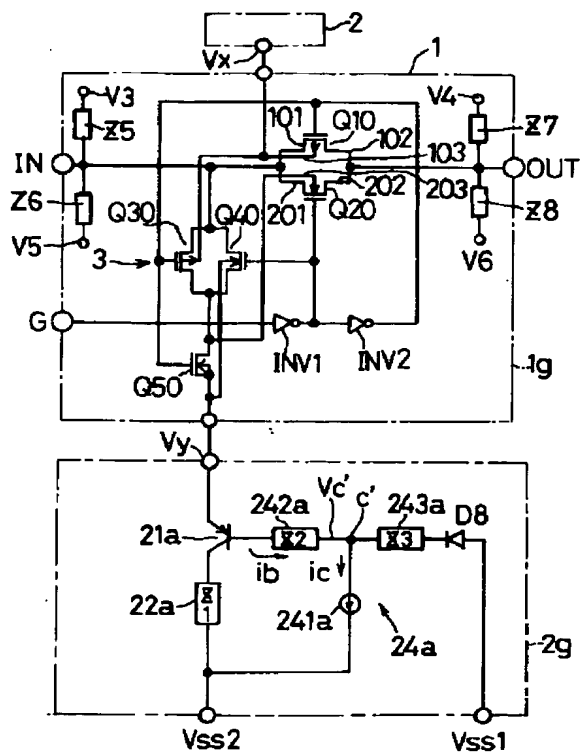 2
Vx
1
V3
V4
Z5
101
Q10
102
Z7
IN
103
OUT
Z6
Q30
Q40
201
202
203
Q20
Z8
V5
V6
3
G
INV1
INV2
Q50
1g
Vy
242a
Vc'
c'
243a
D8
21a
Z2
Z3
ib
ic
22a
Z1
241a
24a
2g
Vss2
Vss1